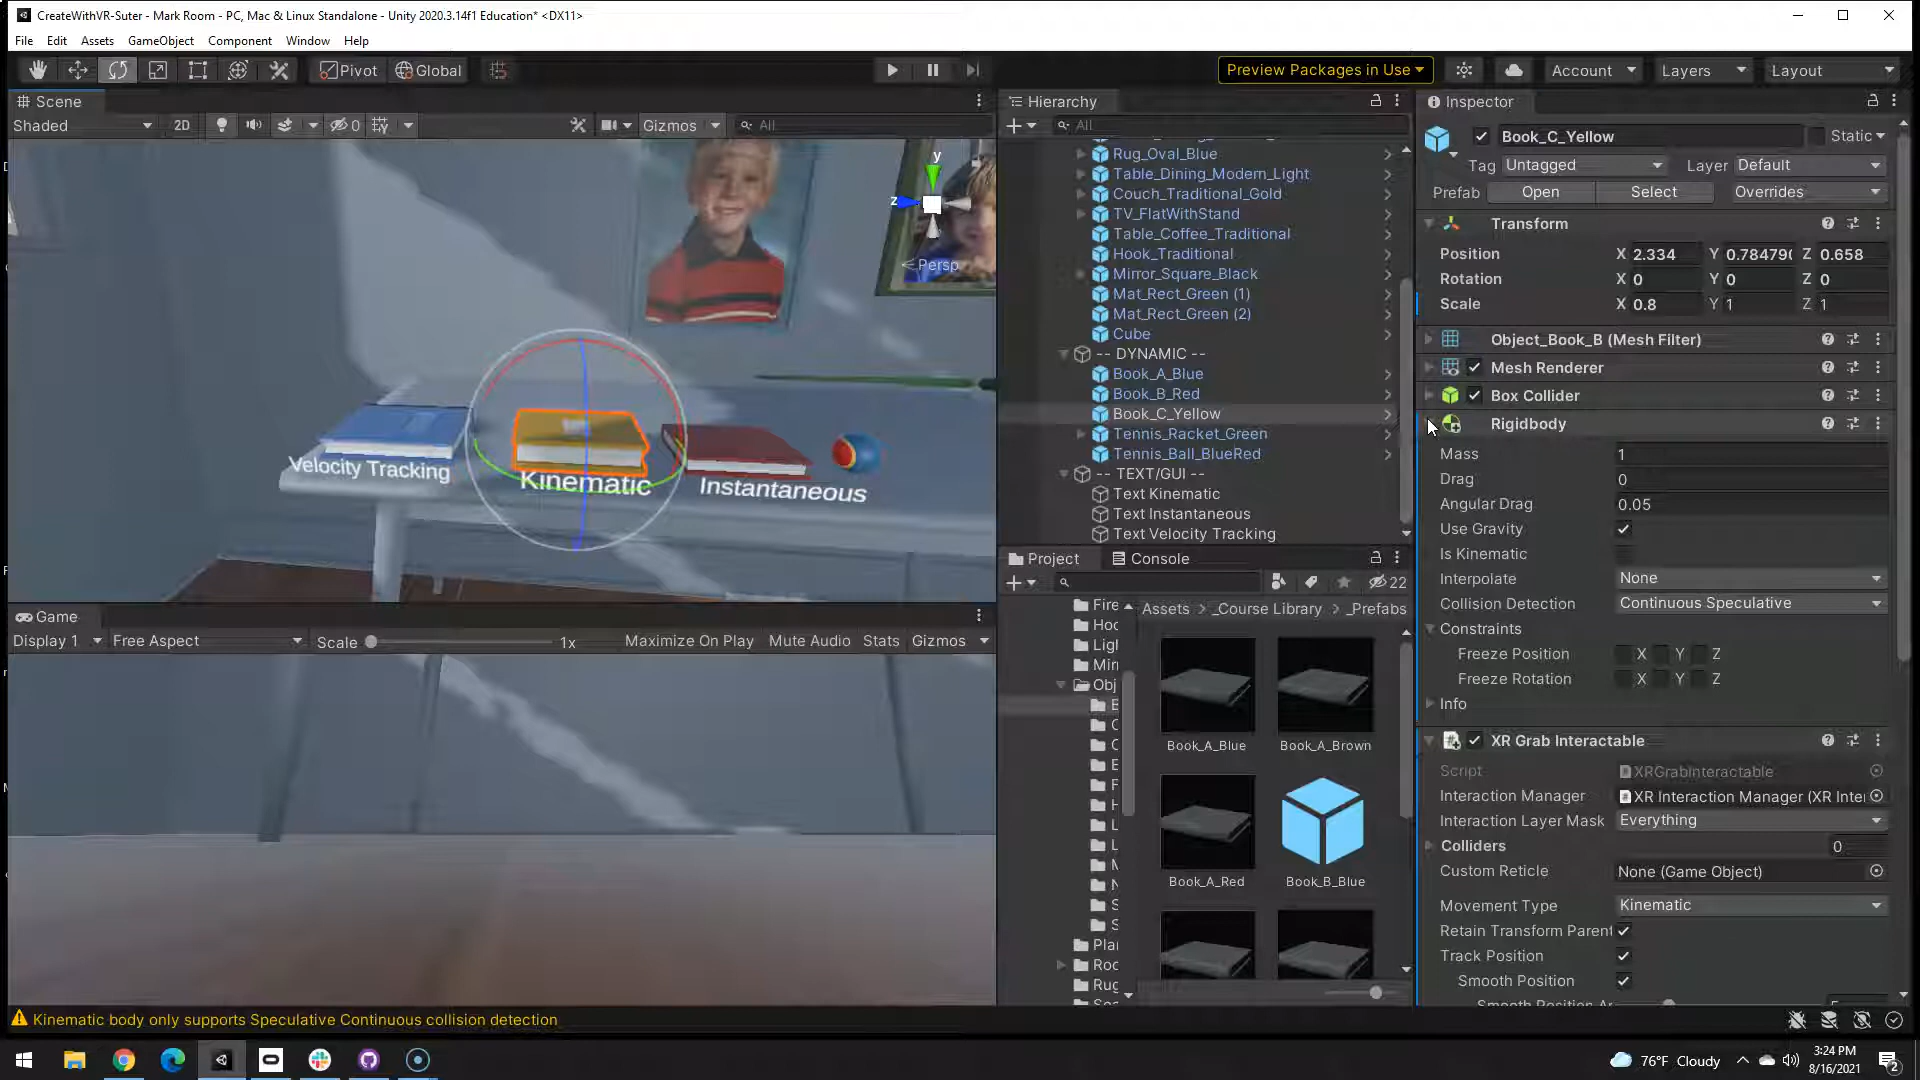 CreateWithVR-Suter - Mark Room - PC, Mac & Linux Standalone - Unity 2020.3.14f1 Education* <DX11>
File Edit Assets GameObject Component Window Help
Pivot Global Preview Packages in Use Account Layers Layout
Scene
Shaded 2D 0 Gizmos All
y
z
Persp
Velocity Tracking
Kinematic
Instantaneous
Game
Display 1 Free Aspect Scale 1x Maximize On Play Mute Audio Stats Gizmos
Hierarchy
All
Rug_Oval_Blue
Table_Dining_Modern_Light
Couch_Traditional_Gold
TV_FlatWithStand
Table_Coffee_Traditional
Hook_Traditional
Mirror_Square_Black
Mat_Rect_Green (1)
Mat_Rect_Green (2)
Cube
-- DYNAMIC --
Book_A_Blue
Book_B_Red
Book_C_Yellow
Tennis_Racket_Green
Tennis_Ball_BlueRed
-- TEXT/GUI --
Text Kinematic
Text Instantaneous
Text Velocity Tracking
Project Console
22
Fire
Hoo
Ligh
Mirr
Obj
Plan
Roo
Rug
Assets > _Course Library > _Prefabs
Book_A_Blue Book_A_Brown
Book_A_Red Book_B_Blue
Inspector
Book_C_Yellow Static
Tag Untagged Layer Default
Prefab Open Select Overrides
Transform
Position X 2.334 Y 0.784790 Z 0.658
Rotation X 0 Y 0 Z 0
Scale X 0.8 Y 1 Z 1
Object_Book_B (Mesh Filter)
Mesh Renderer
Box Collider
Rigidbody
Mass 1
Drag 0
Angular Drag 0.05
Use Gravity
Is Kinematic
Interpolate None
Collision Detection Continuous Speculative
Constraints
Freeze Position X Y Z
Freeze Rotation X Y Z
Info
XR Grab Interactable
Script XRGrabInteractable
Interaction Manager XR Interaction Manager (XR Inte
Interaction Layer Mask Everything
Colliders 0
Custom Reticle None (Game Object)
Movement Type Kinematic
Retain Transform Parent
Track Position
Smooth Position
Kinematic body only supports Speculative Continuous collision detection
76°F Cloudy
3:24 PM
8/16/2021
2